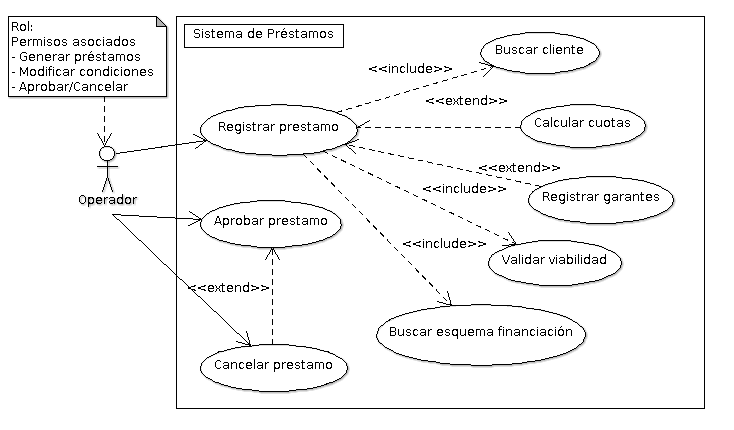 Rol:
Permisos asociados
- Generar préstamos
- Modificar condiciones
- Aprobar/Cancelar
Sistema de Préstamos
Buscar cliente
<<include>>
<<extend>>
Registrar prestamo
Calcular cuotas
<<extend>>
Operador
<<include>>
Registrar garantes
Aprobar prestamo
<<include>>
Validar viabilidad
<<extend>>
Buscar esquema financiación
Cancelar prestamo